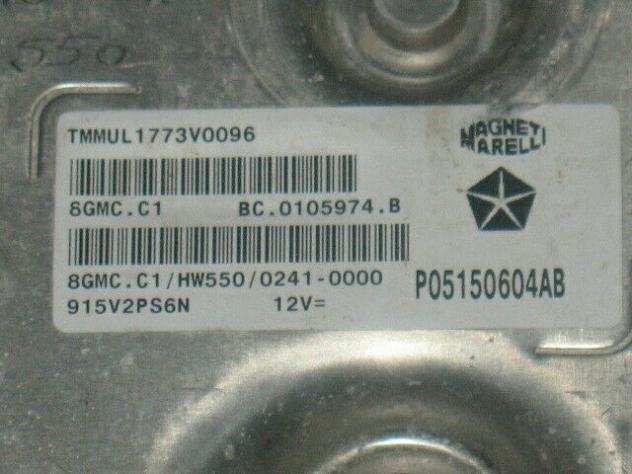 550
TMMUL1773V0096
MAGNETI
MARELLI
8GMC.C1 BC.0105974.B
8GMC.C1/HW550/0241-0000
P05150604AB
915V2PS6N 12V=